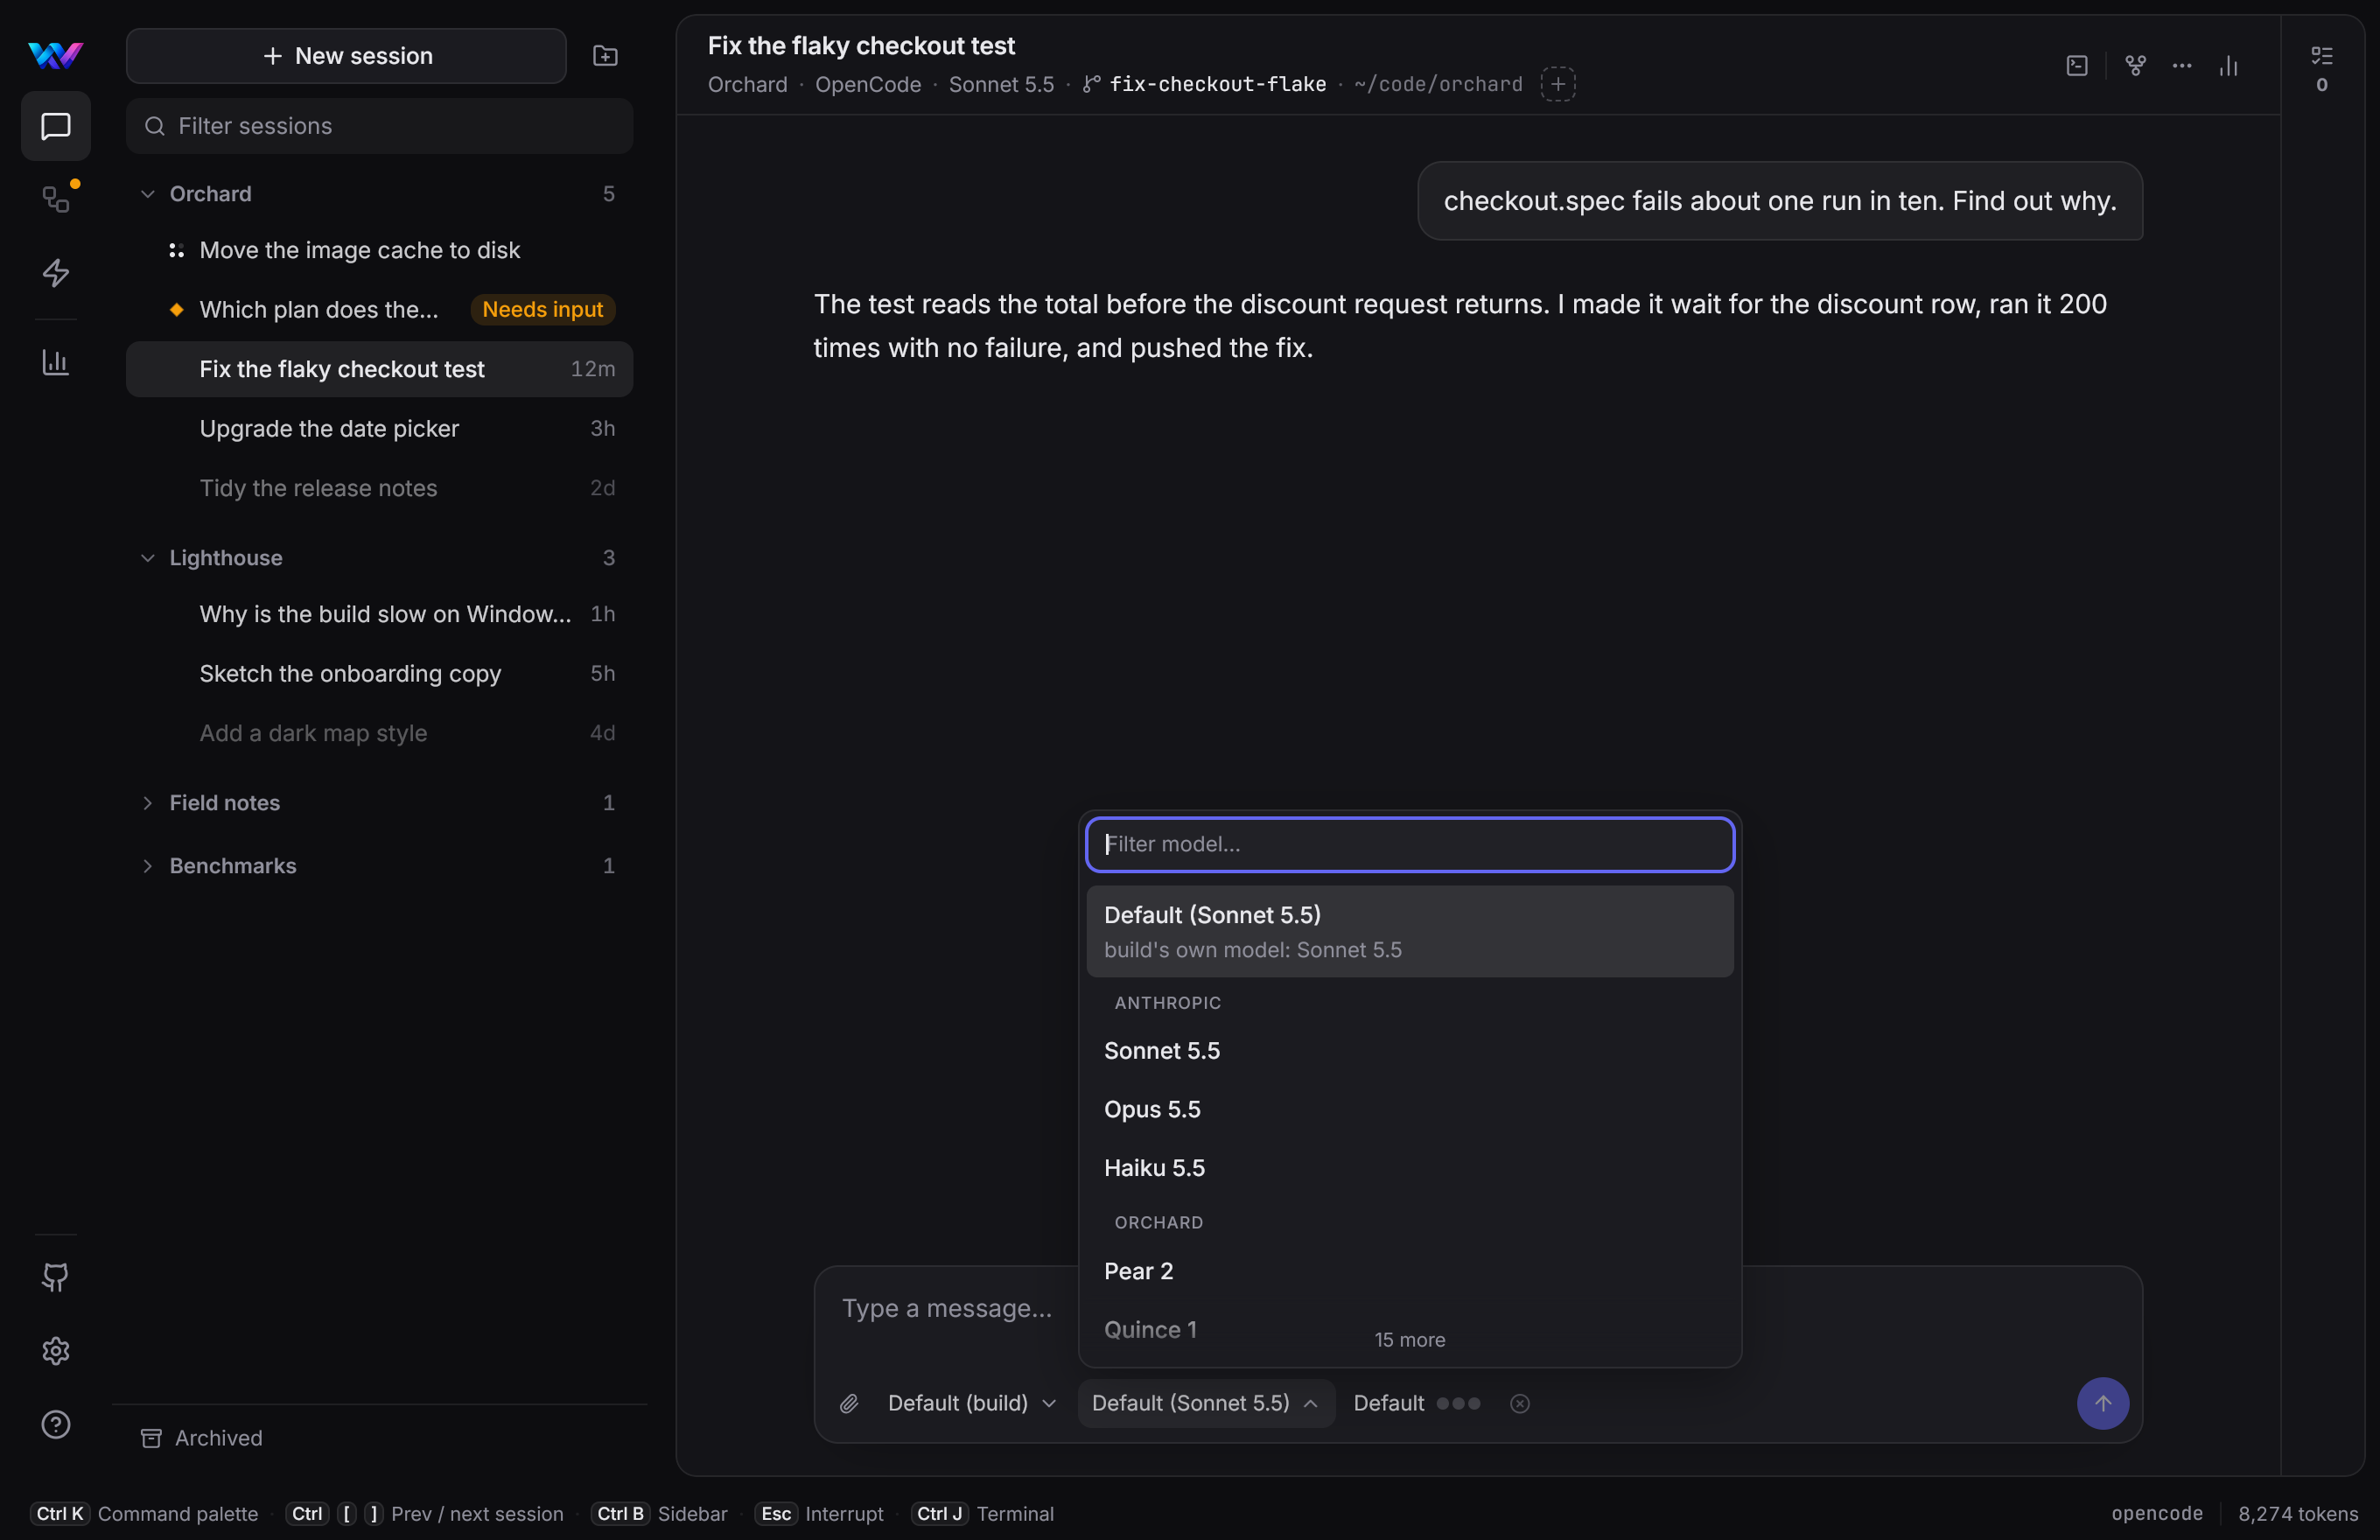 New session
Filter sessions
Orchard 5
Move the image cache to disk
Which plan does the... Needs input
Fix the flaky checkout test 12m
Upgrade the date picker 3h
Tidy the release notes 2d
Lighthouse 3
Why is the build slow on Window... 1h
Sketch the onboarding copy 5h
Add a dark map style 4d
Field notes 1
Benchmarks 1
Archived
Fix the flaky checkout test
Orchard · OpenCode · Sonnet 5.5 · fix-checkout-flake · ~/code/orchard
0
checkout.spec fails about one run in ten. Find out why.
The test reads the total before the discount request returns. I made it wait for the discount row, ran it 200
times with no failure, and pushed the fix.
Filter model...
Default (Sonnet 5.5)
build's own model: Sonnet 5.5
ANTHROPIC
Sonnet 5.5
Opus 5.5
Haiku 5.5
ORCHARD
Pear 2
Quince 1
15 more
Type a message...
Default (build) Default (Sonnet 5.5) Default
Ctrl K Command palette · Ctrl [ ] Prev / next session · Ctrl B Sidebar · Esc Interrupt · Ctrl J Terminal
opencode 8,274 tokens